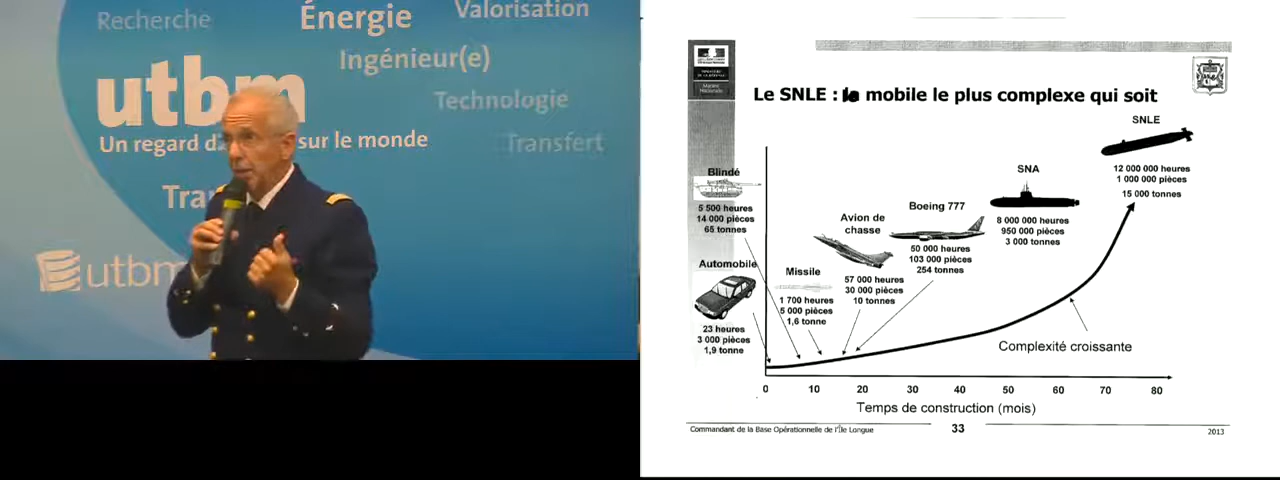 Recherche
Énergie
Valorisation
Ingénieur(e)
utbm
Technologie
Un regard
sur le monde
Transfert
utbm
Marine
Nationale
Le SNLE : le mobile le plus complexe qui soit
SNLE
12 000 000 heures
1 000 000 pièces
15 000 tonnes
SNA
8 000 000 heures
950 000 pièces
3 000 tonnes
Boeing 777
50 000 heures
103 000 pièces
254 tonnes
Avion de
chasse
57 000 heures
30 000 pièces
10 tonnes
Missile
1 700 heures
5 000 pièces
1,6 tonne
Blindé
5 500 heures
14 000 pièces
65 tonnes
Automobile
23 heures
3 000 pièces
1,9 tonne
Complexité croissante
0 10 20 30 40 50 60 70 80
Temps de construction (mois)
Commandant de la Base Opérationnelle de l'Île Longue
33
2013